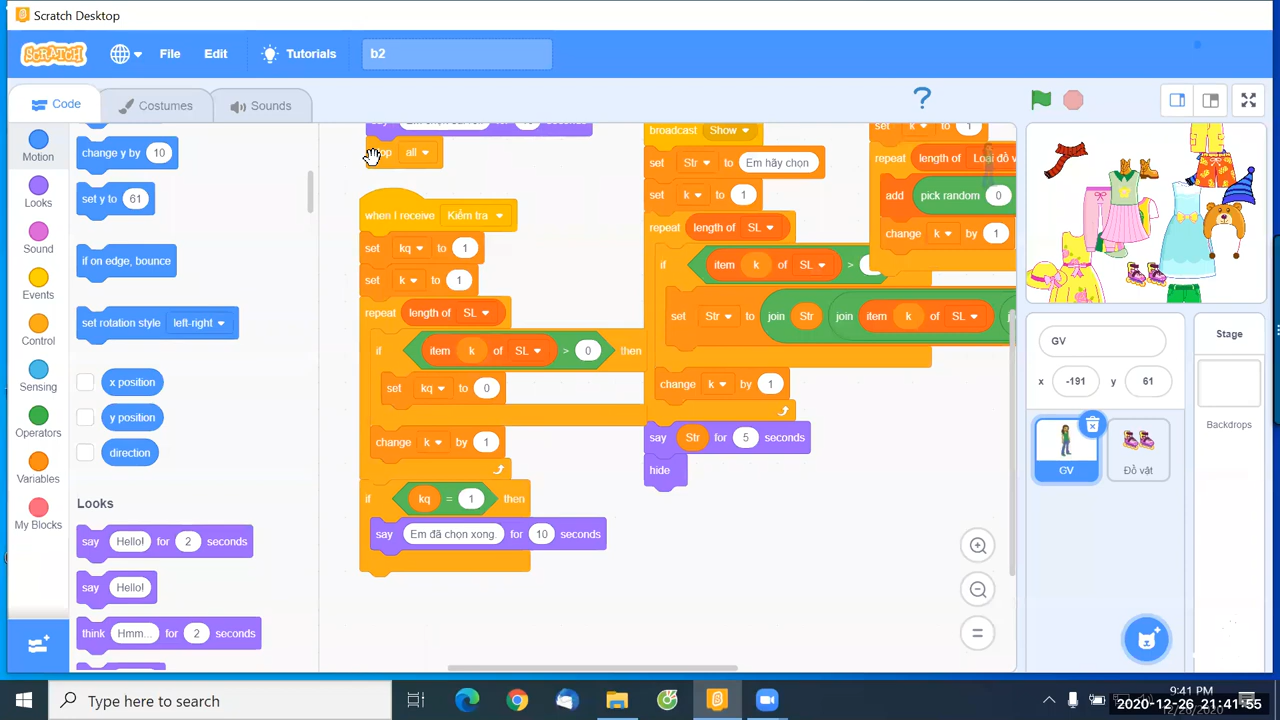 Scratch Desktop
SCRATCH File Edit Tutorials b2
Code Costumes Sounds
Motion
Looks
Sound
Events
Control
Sensing
Operators
Variables
My Blocks
change y by 10
set y to 61
if on edge, bounce
set rotation style left-right
x position
y position
direction
Looks
say Hello! for 2 seconds
say Hello!
think Hmm... for 2 seconds
all
when I receive Kiểm tra
set kq to 1
set k to 1
repeat length of SL
if item k of SL > 0 then
set kq to 0
change k by 1
if kq = 1 then
say Em đã chọn xong. for 10 seconds
broadcast Show
set Str to Em hãy chọn
set k to 1
repeat length of SL
if item k of SL >
set Str to join Str join item k of SL
change k by 1
say Str for 5 seconds
hide
set k to 1
repeat length of
add pick random 0
change k by 1
?
GV
x -191 y 61
GV Đồ vật
Stage
Backdrops
Type here to search
9:41 PM
2020-12-26 21:41:55